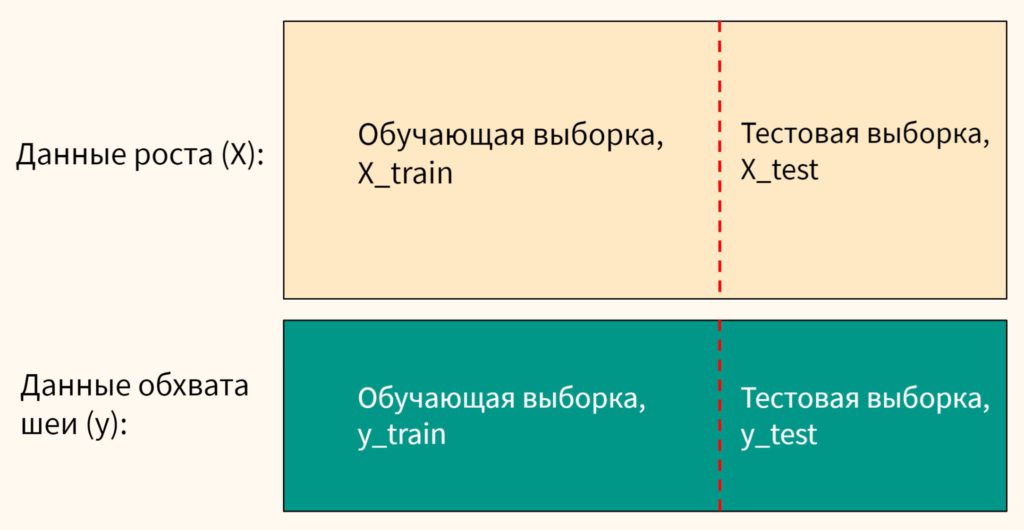 Данные роста (X):
Обучающая выборка,
X_train
Тестовая выборка,
X_test
Данные обхвата
шеи (y):
Обучающая выборка,
y_train
Тестовая выборка,
y_test